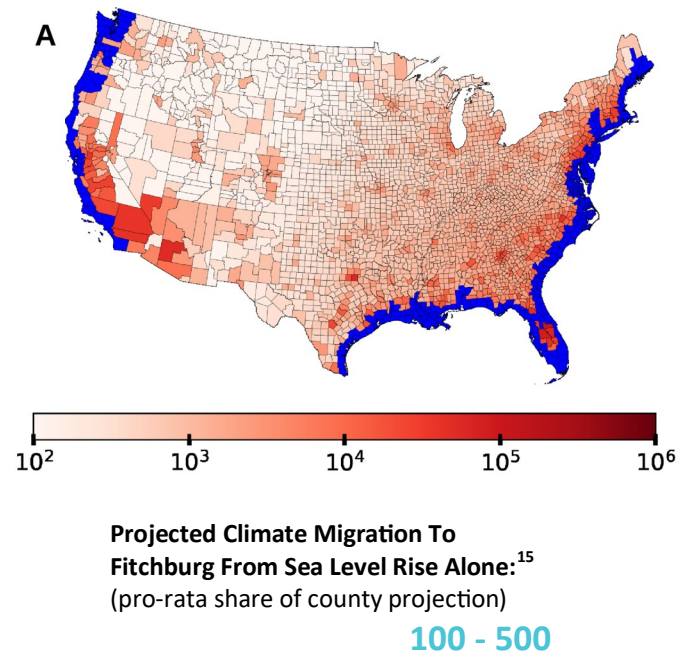 A
10² 10³ 10⁴ 10⁵ 10⁶
Projected Climate Migration To
Fitchburg From Sea Level Rise Alone:¹⁵
(pro-rata share of county projection)
100 - 500